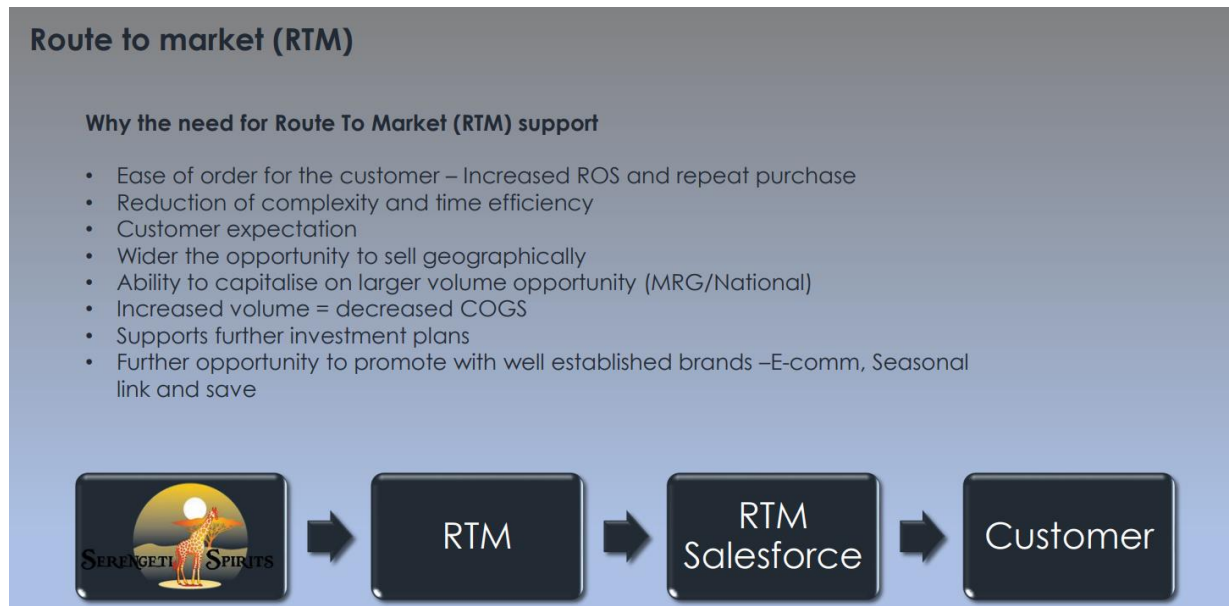 Route to market (RTM)
Why the need for Route To Market (RTM) support
• Ease of order for the customer – Increased ROS and repeat purchase
• Reduction of complexity and time efficiency
• Customer expectation
• Wider the opportunity to sell geographically
• Ability to capitalise on larger volume opportunity (MRG/National)
• Increased volume = decreased COGS
• Supports further investment plans
• Further opportunity to promote with well established brands –E-comm, Seasonal
link and save
SERENGETI SPIRITS
RTM
RTM
Salesforce
Customer